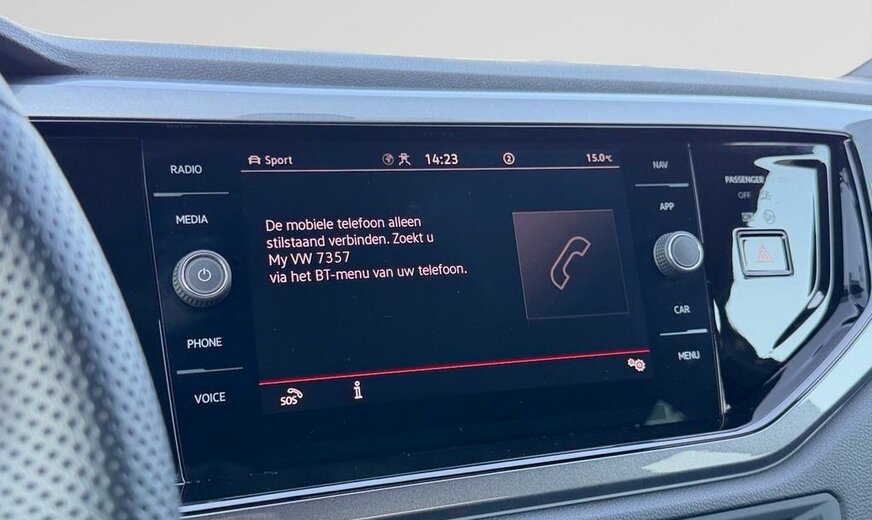 RADIO
MEDIA
PHONE
VOICE
Sport
14:23
2
15.0°C
De mobiele telefoon alleen
stilstaand verbinden. Zoekt u
My VW 7357
via het BT-menu van uw telefoon.
SOS
i
NAV
APP
CAR
MENU
PASSENGER
OFF